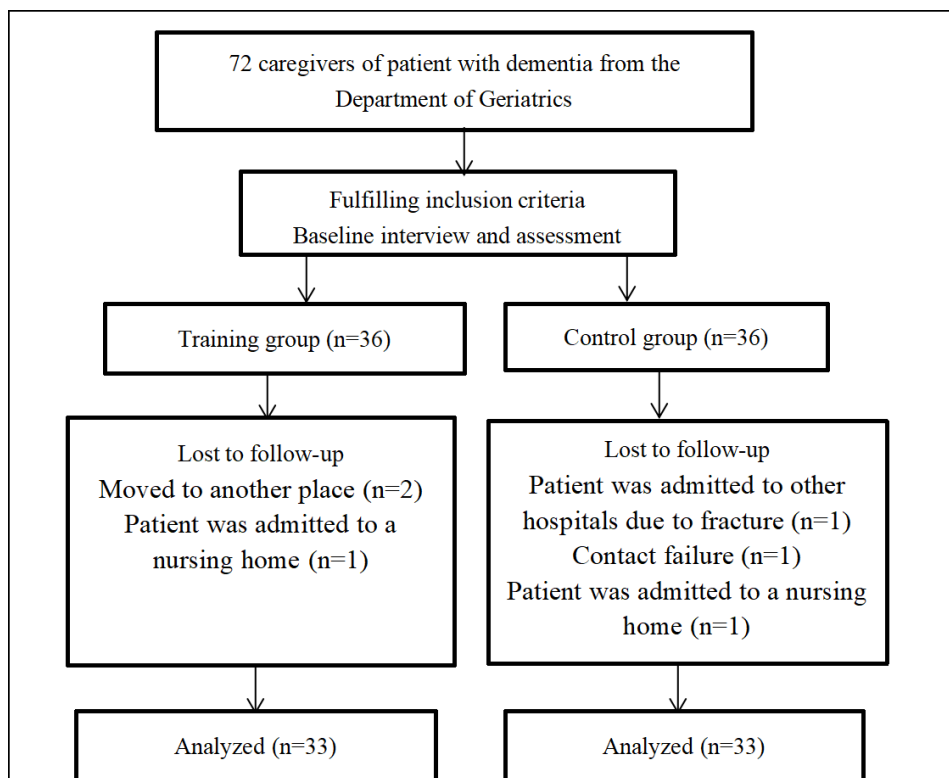 72 caregivers of patient with dementia from the
Department of Geriatrics
Fulfilling inclusion criteria
Baseline interview and assessment
Training group (n=36)
Control group (n=36)
Lost to follow-up
Moved to another place (n=2)
Patient was admitted to a
nursing home (n=1)
Lost to follow-up
Patient was admitted to other
hospitals due to fracture (n=1)
Contact failure (n=1)
Patient was admitted to a nursing
home (n=1)
Analyzed (n=33)
Analyzed (n=33)